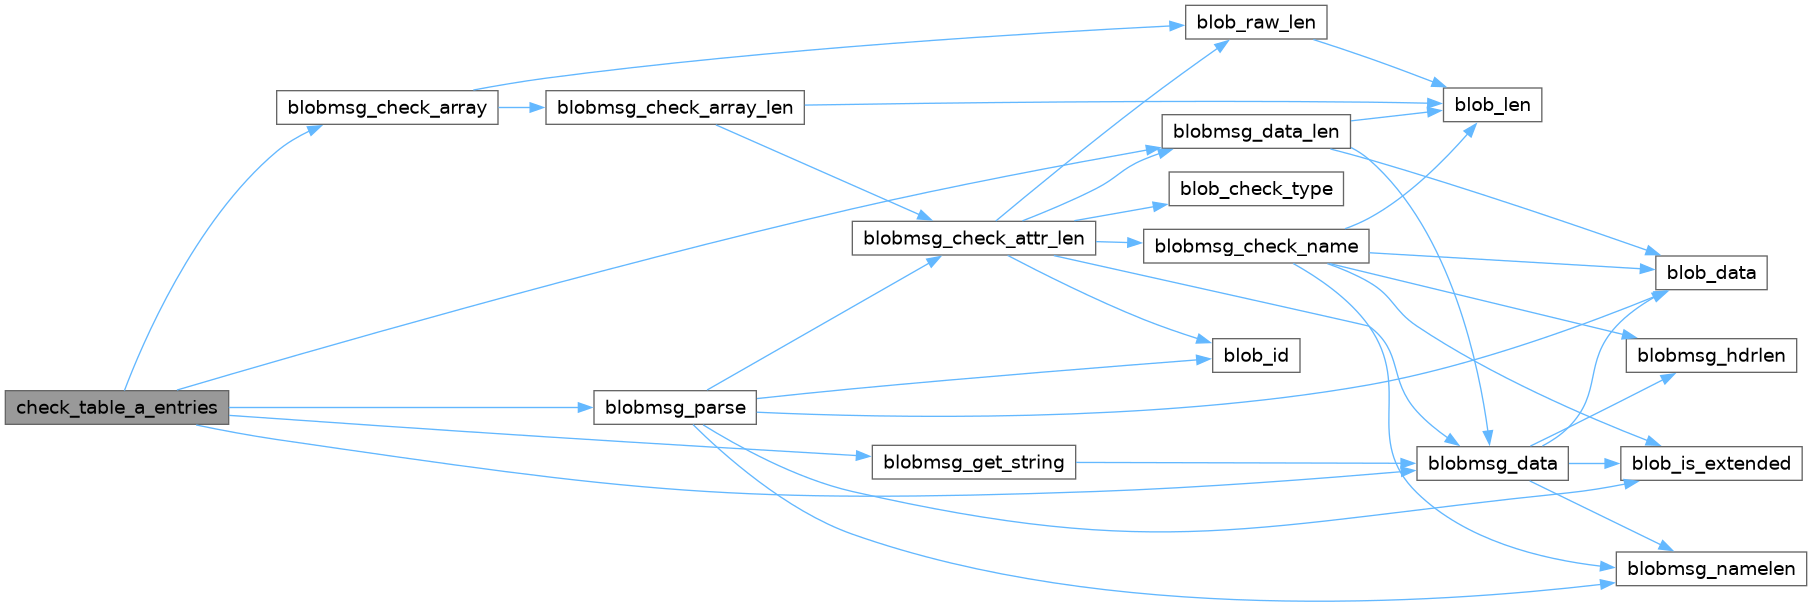 check_table_a_entries
blobmsg_check_array
blobmsg_check_array_len
blob_raw_len
blob_len
blobmsg_data_len
blob_check_type
blobmsg_check_attr_len
blobmsg_check_name
blob_data
blob_id
blobmsg_hdrlen
blobmsg_parse
blobmsg_get_string
blobmsg_data
blob_is_extended
blobmsg_namelen